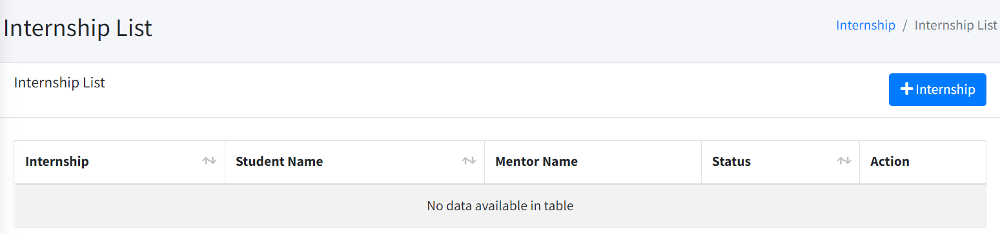 Internship List
Internship / Internship List
Internship List
Internship
Internship Student Name Mentor Name Status Action
No data available in table